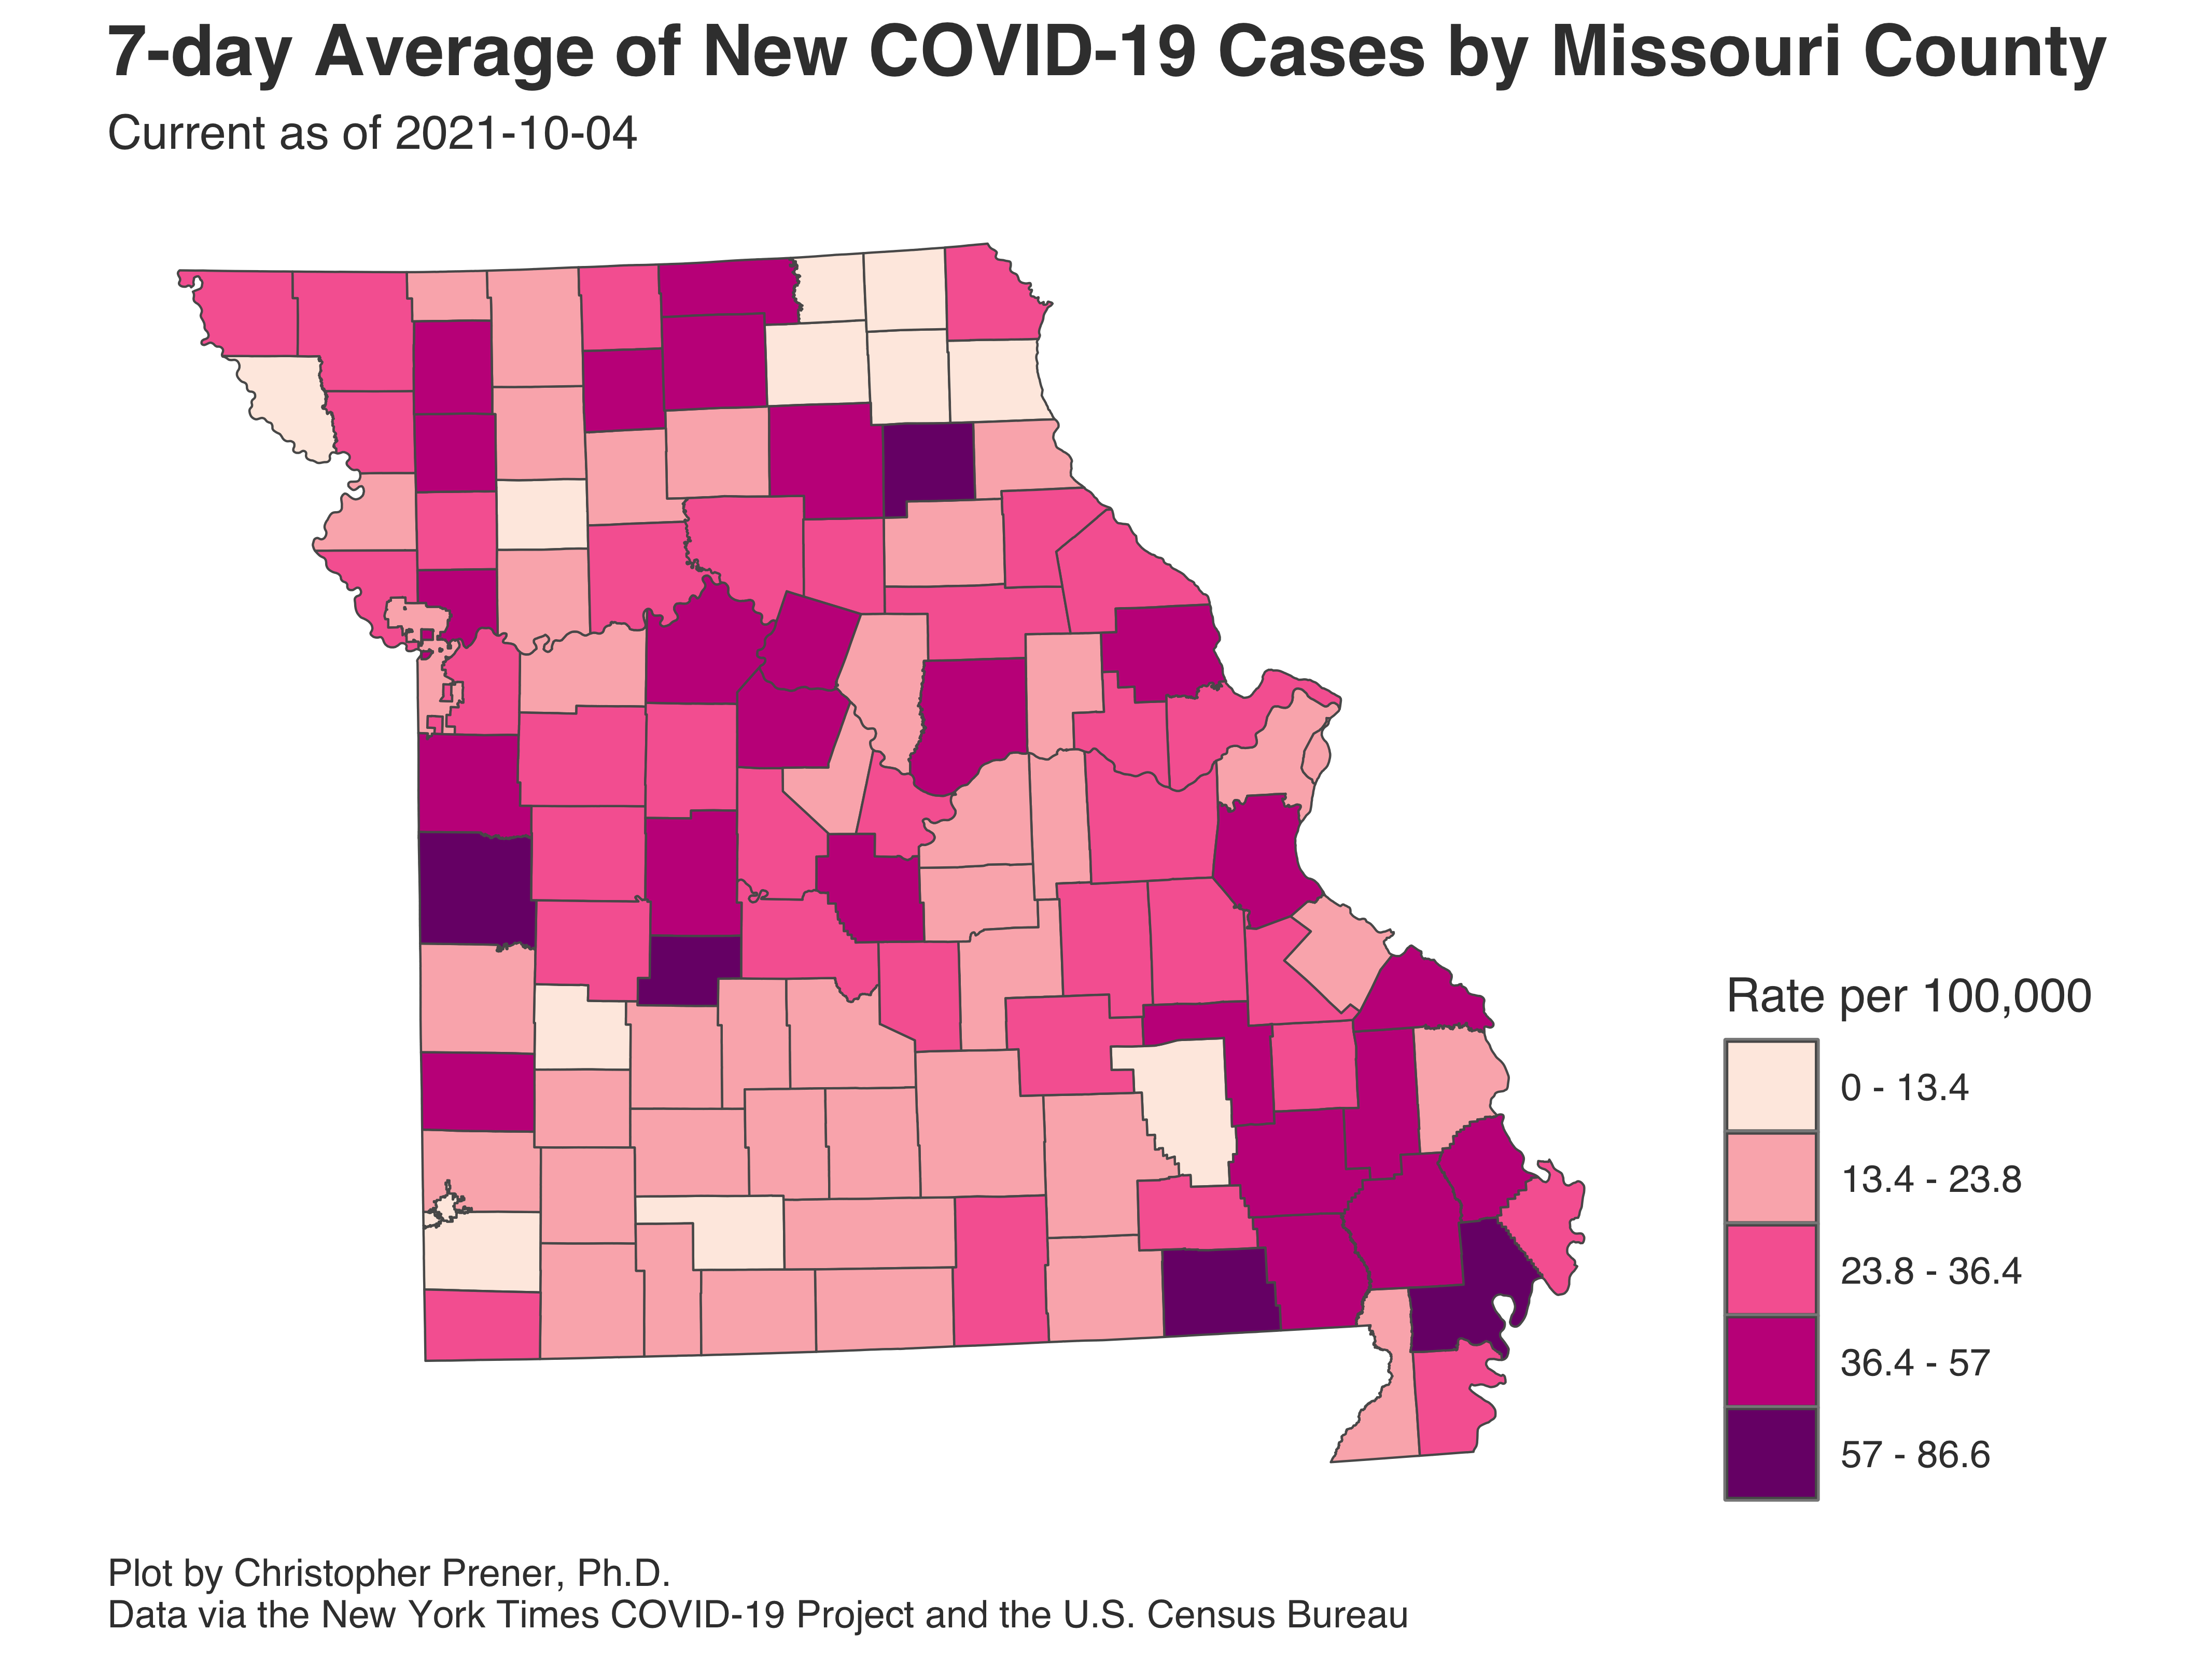 7-day Average of New COVID-19 Cases by Missouri County
Current as of 2021-10-04
Rate per 100,000
0 - 13.4
13.4 - 23.8
23.8 - 36.4
36.4 - 57
57 - 86.6
Plot by Christopher Prener, Ph.D.
Data via the New York Times COVID-19 Project and the U.S. Census Bureau